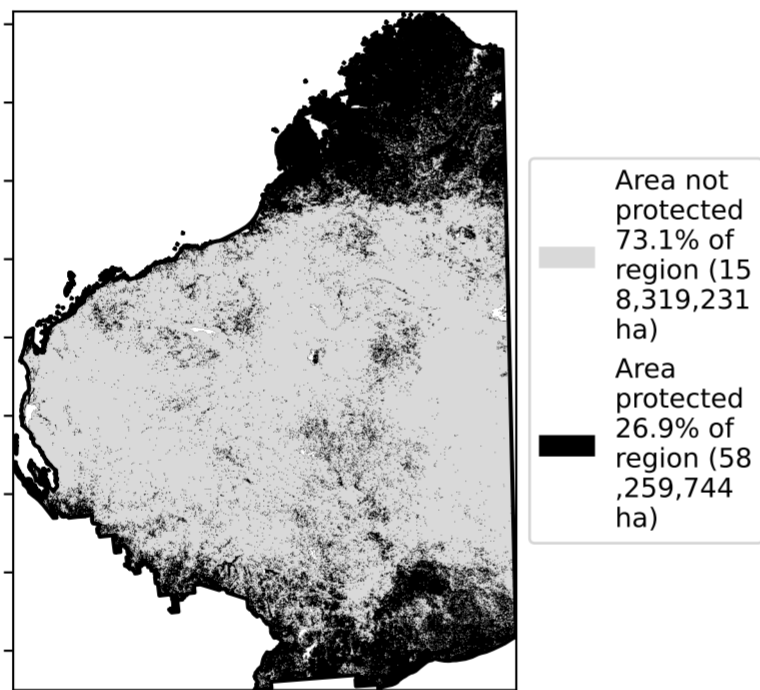 Area not
protected
73.1% of
region (15
8,319,231
ha)
Area
protected
26.9% of
region (58
,259,744
ha)